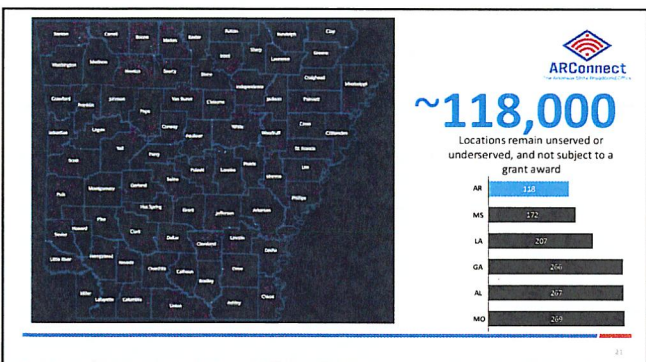 Benton
Carroll
Boone
Marion
Baxter
Fulton
Randolph
Clay
Washington
Madison
Newton
Searcy
Stone
Izard
Sharp
Lawrence
Greene
Independence
Craighead
Mississippi
Crawford
Franklin
Johnson
Pope
Van Buren
Cleburne
Jackson
Poinsett
Sebastian
Logan
Conway
Faulkner
White
Woodruff
Cross
Crittenden
Scott
Yell
Perry
St. Francis
Polk
Montgomery
Garland
Saline
Pulaski
Lonoke
Prairie
Monroe
Lee
Phillips
Hot Spring
Grant
Jefferson
Arkansas
Sevier
Howard
Pike
Clark
Dallas
Cleveland
Lincoln
Desha
Little River
Hempstead
Nevada
Ouachita
Calhoun
Bradley
Drew
Miller
Lafayette
Columbia
Union
Ashley
Chicot
ARConnect
The Arkansas State Broadband Office
~118,000
Locations remain unserved or
underserved, and not subject to a
grant award
AR 118
MS 172
LA 207
GA 266
AL 267
MO 269